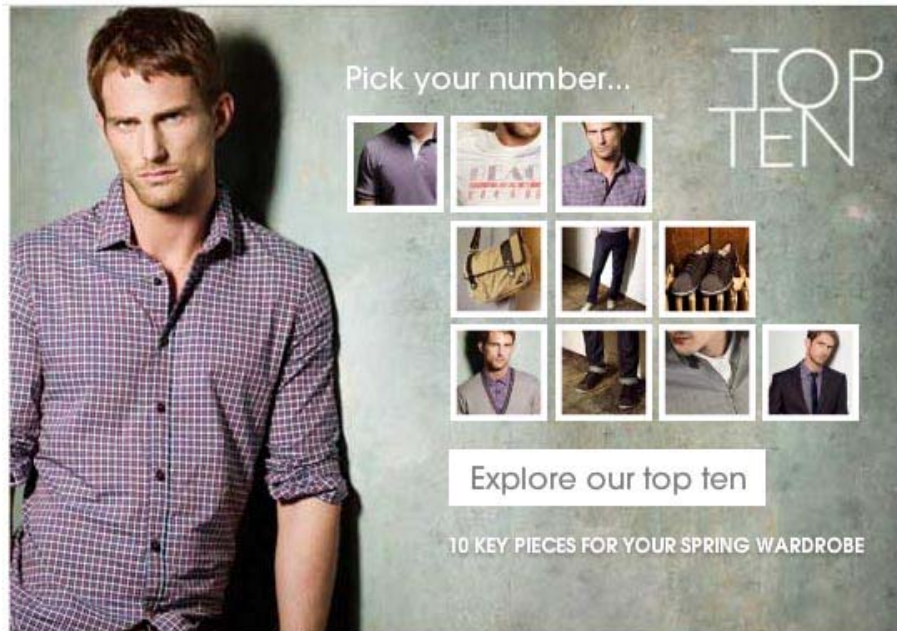 Pick your number...
TOP
TEN
Explore our top ten
10 KEY PIECES FOR YOUR SPRING WARDROBE